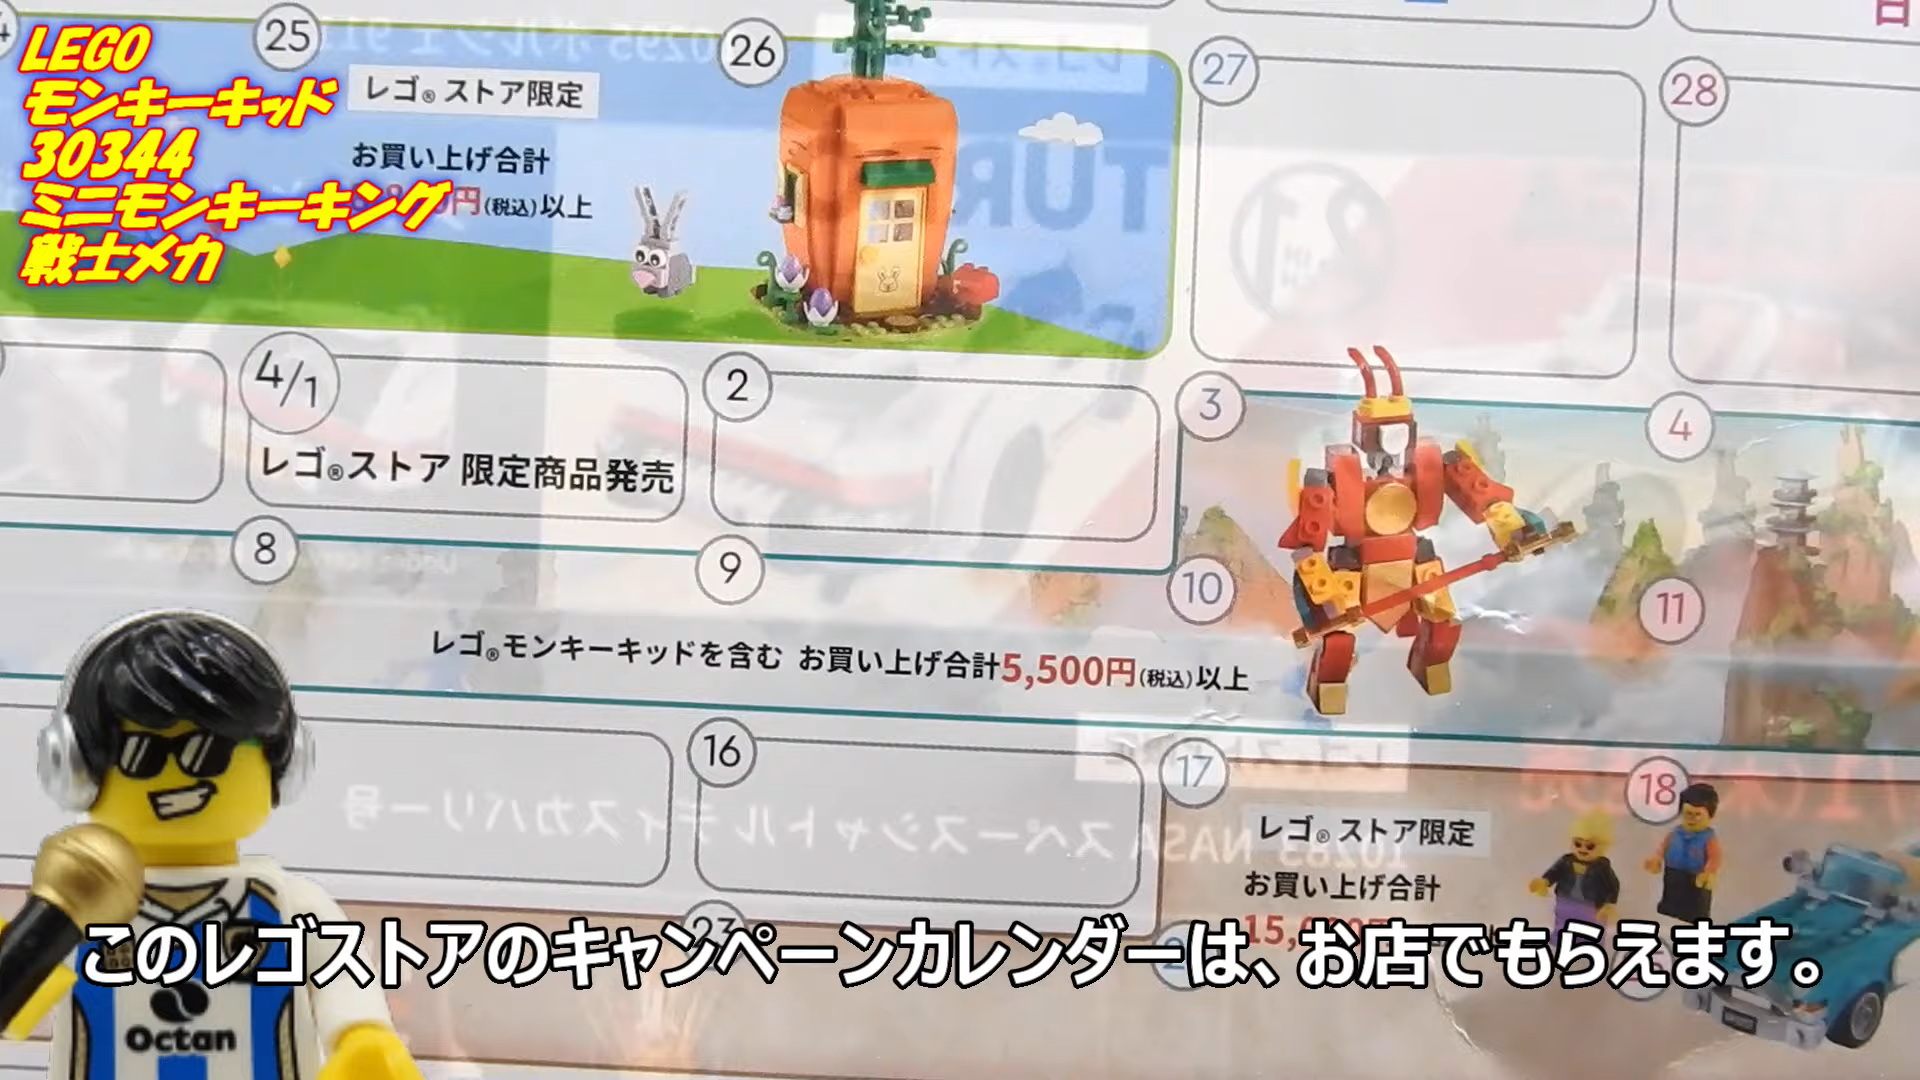 LEGO
モンキーキッド
30344
ミニモンキーキング
戦士メカ
25
26
27
28
日
レゴ®ストア限定
お買い上げ合計
円(税込)以上
4/1
2
3
4
レゴ®ストア 限定商品発売
8
9
10
11
レゴ®モンキーキッドを含む お買い上げ合計5,500円(税込)以上
16
17
18
レゴ®ストア限定
お買い上げ合計
23
このレゴストアのキャンペーンカレンダーは、お店でもらえます。
Octan